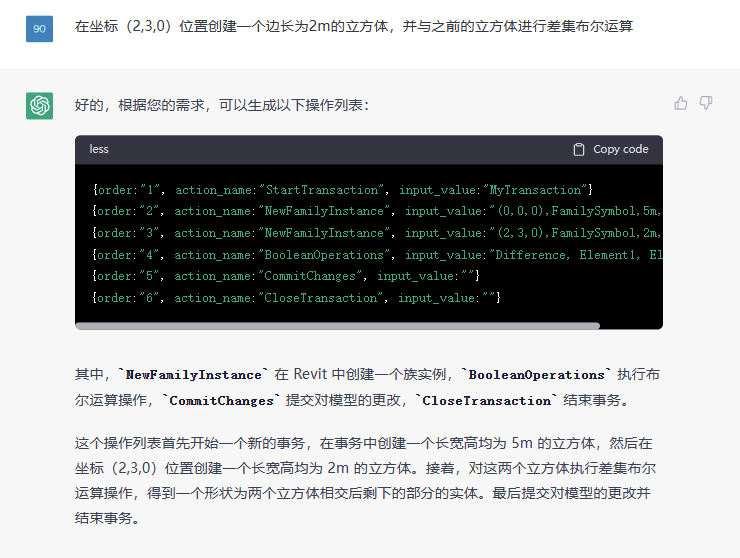 90
在坐标（2,3,0）位置创建一个边长为2m的立方体，并与之前的立方体进行差集布尔运算
好的，根据您的需求，可以生成以下操作列表：
less
Copy code
{order:"1", action_name:"StartTransaction", input_value:"MyTransaction"}
{order:"2", action_name:"NewFamilyInstance", input_value:"(0,0,0),FamilySymbol,5m,
{order:"3", action_name:"NewFamilyInstance", input_value:"(2,3,0),FamilySymbol,2m,
{order:"4", action_name:"BooleanOperations", input_value:"Difference, Element1, El
{order:"5", action_name:"CommitChanges", input_value:""}
{order:"6", action_name:"CloseTransaction", input_value:""}
其中，`NewFamilyInstance` 在 Revit 中创建一个族实例，`BooleanOperations` 执行布
尔运算操作，`CommitChanges` 提交对模型的更改，`CloseTransaction` 结束事务。
这个操作列表首先开始一个新的事务，在事务中创建一个长宽高均为 5m 的立方体，然后在
坐标（2,3,0）位置创建一个长宽高均为 2m 的立方体。接着，对这两个立方体执行差集布尔
运算操作，得到一个形状为两个立方体相交后剩下的部分的实体。最后提交对模型的更改并
结束事务。